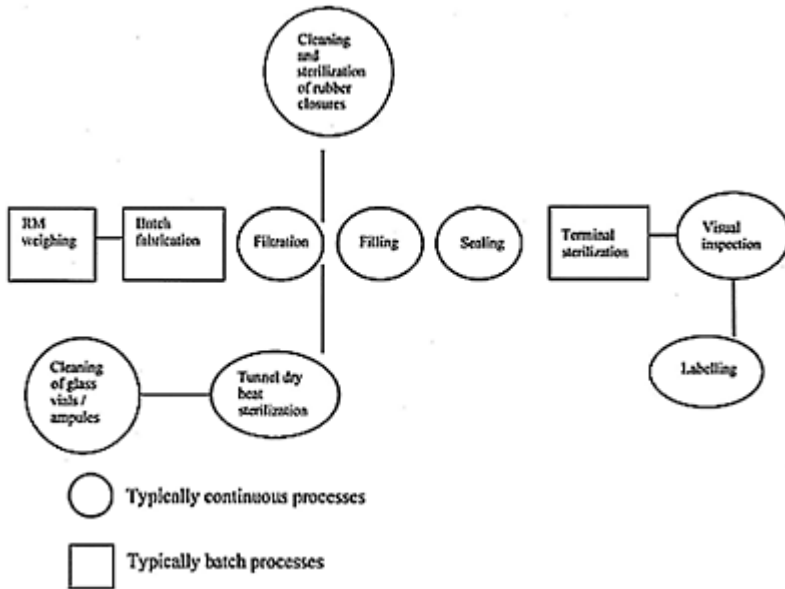 Cleaning
and
sterilization
of rubber
closures
RM
weighing
Batch
fabrication
Filtration
Filling
Sealing
Terminal
sterilization
Visual
inspection
Cleaning
of glass
vials /
ampules
Tunnel dry
heat
sterilization
Labelling
Typically continuous processes
Typically batch processes